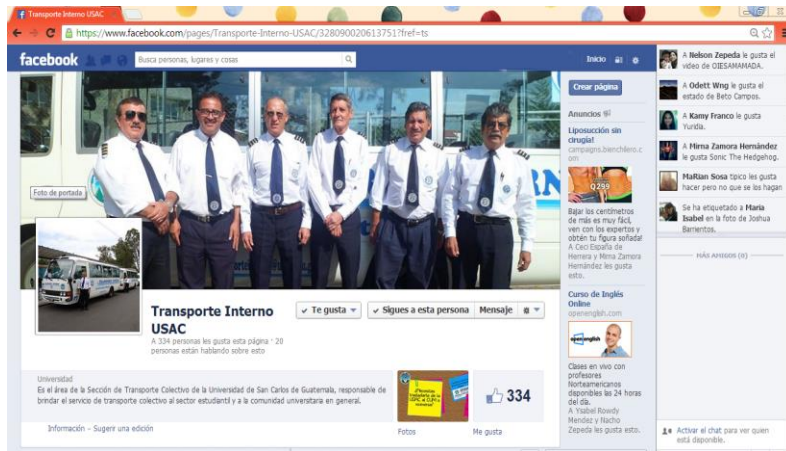 Transporte Interno USAC
https://www.facebook.com/pages/Transporte-Interno-USAC/328090020613751?fref=ts
facebook
Busca personas, lugares y cosas
Inicio
Foto de portada
Transporte Interno
USAC
A 334 personas les gusta esta página · 20
personas están hablando sobre esto
Te gusta
Sigues a esta persona
Mensaje
Universidad
Es el área de la Sección de Transporte Colectivo de la Universidad de San Carlos de Guatemala, responsable de
brindar el servicio de transporte colectivo al sector estudiantil y a la comunidad universitaria en general.
Información - Sugerir una edición
Fotos
334
Me gusta
Crear página
Anuncios
Liposucción sin
cirugía!
campaigns.bienchilero.c
om
Q299
Bajar los centímetros
de más es muy fácil,
ven con los expertos y
obtén tu figura soñada!
A Ceci España de
Herrera y Mirna Zamora
Hernández les gusta
esto.
Curso de Inglés
Online
openenglish.com
openenglish
Clases en vivo con
profesores
Norteamericanos
disponibles las 24 horas
del día.
A Ysabel Rowdy
Mendez y Nacho
Zepeda les gusta esto.
A Nelson Zepeda le gusta el
video de OIESAMAMADA.
A Odett Wng le gusta el
estado de Beto Campos.
A Kamy Franco le gusta
Yuridia.
A Mirna Zamora Hernández
le gusta Sonic The Hedgehog.
MaRian Sosa tipico les gusta
hacer pero no que se los hagan
Se ha etiquetado a María
Isabel en la foto de Joshua
Barrientos.
MÁS AMIGOS (0)
Activar el chat para ver quien
está disponible.